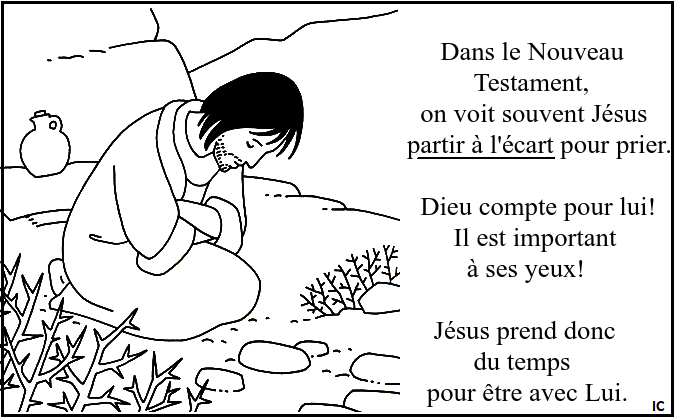 Dans le Nouveau
Testament,
on voit souvent Jésus
partir à l'écart pour prier.
Dieu compte pour lui!
Il est important
à ses yeux!
Jésus prend donc
du temps
pour être avec Lui.
IC